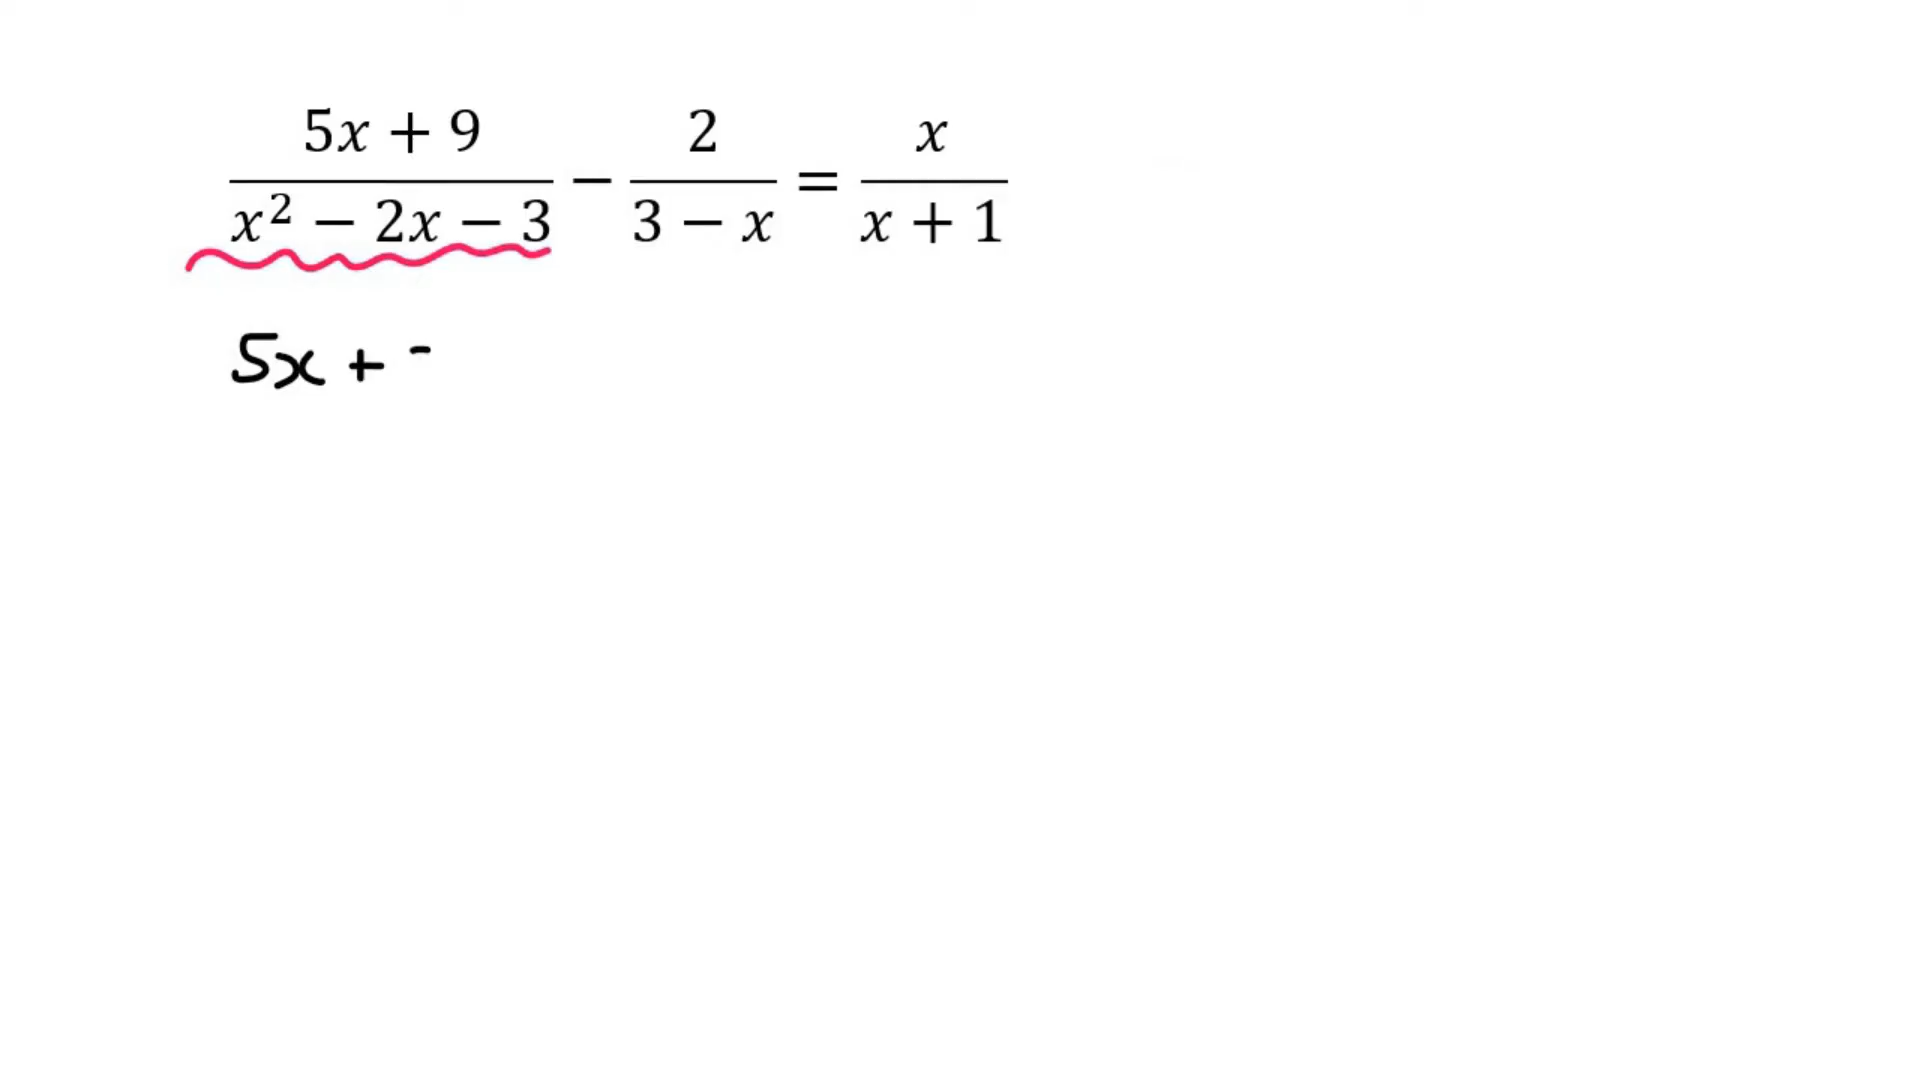 5x + 9 2 x
x² − 2x − 3 − 3 − x = x + 1
5x +